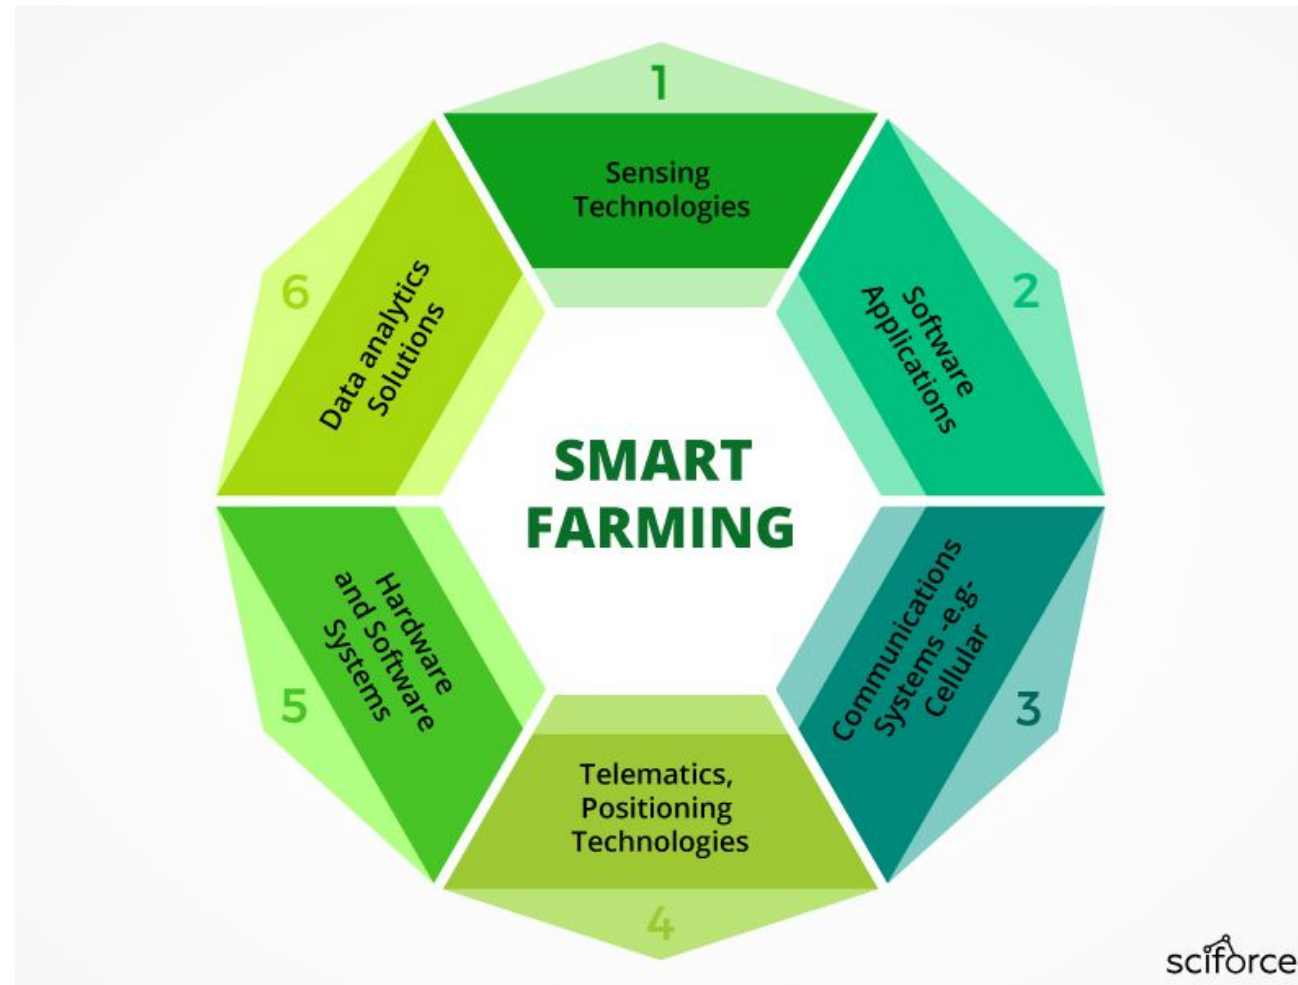 1
Sensing
Technologies
2
Software
Applications
3
Communications
Systems -e.g-
Cellular
4
Telematics,
Positioning
Technologies
5
Hardware
and Software
Systems
6
Data analytics
Solutions
SMART
FARMING
sciforce